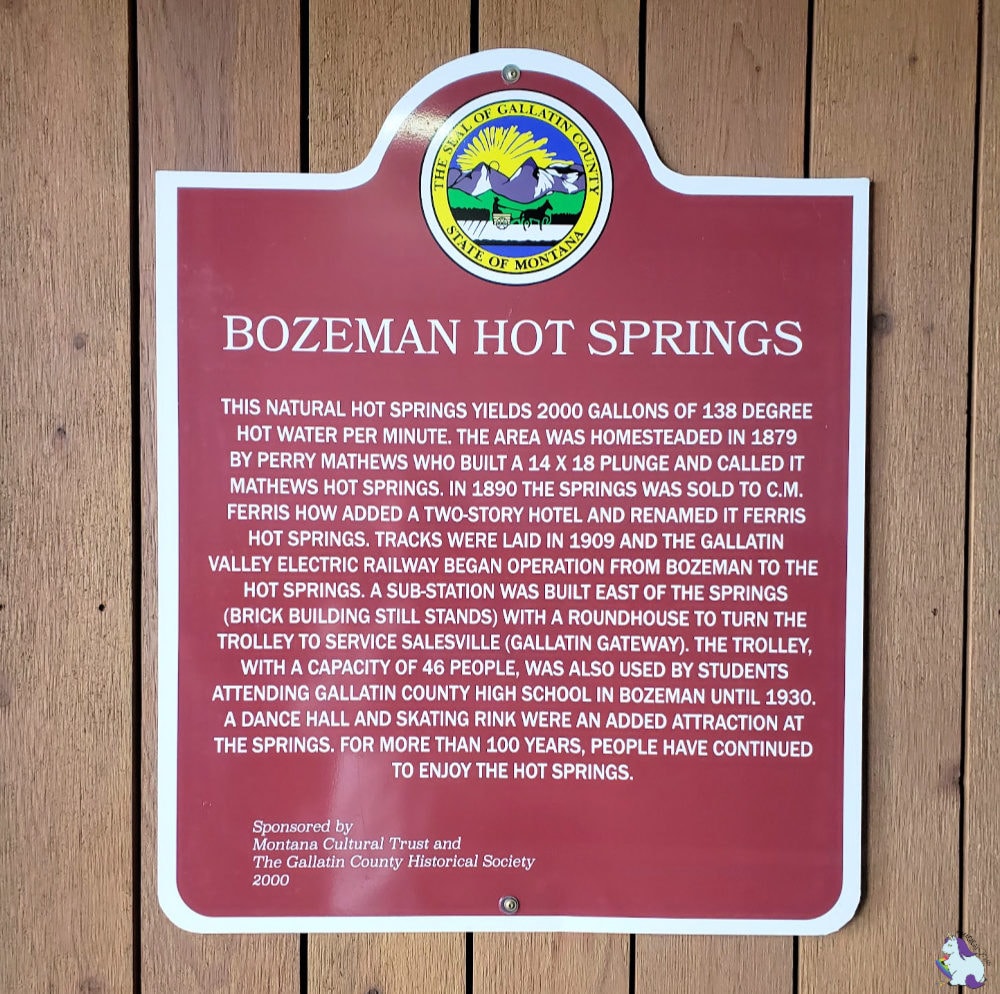 THE SEAL OF GALLATIN COUNTY
STATE OF MONTANA
BOZEMAN HOT SPRINGS
THIS NATURAL HOT SPRINGS YIELDS 2000 GALLONS OF 138 DEGREE
HOT WATER PER MINUTE. THE AREA WAS HOMESTEADED IN 1879
BY PERRY MATHEWS WHO BUILT A 14 X 18 PLUNGE AND CALLED IT
MATHEWS HOT SPRINGS. IN 1890 THE SPRINGS WAS SOLD TO C.M.
FERRIS HOW ADDED A TWO-STORY HOTEL AND RENAMED IT FERRIS
HOT SPRINGS. TRACKS WERE LAID IN 1909 AND THE GALLATIN
VALLEY ELECTRIC RAILWAY BEGAN OPERATION FROM BOZEMAN TO THE
HOT SPRINGS. A SUB-STATION WAS BUILT EAST OF THE SPRINGS
(BRICK BUILDING STILL STANDS) WITH A ROUNDHOUSE TO TURN THE
TROLLEY TO SERVICE SALESVILLE (GALLATIN GATEWAY). THE TROLLEY,
WITH A CAPACITY OF 46 PEOPLE, WAS ALSO USED BY STUDENTS
ATTENDING GALLATIN COUNTY HIGH SCHOOL IN BOZEMAN UNTIL 1930.
A DANCE HALL AND SKATING RINK WERE AN ADDED ATTRACTION AT
THE SPRINGS. FOR MORE THAN 100 YEARS, PEOPLE HAVE CONTINUED
TO ENJOY THE HOT SPRINGS.
Sponsored by
Montana Cultural Trust and
The Gallatin County Historical Society
2000